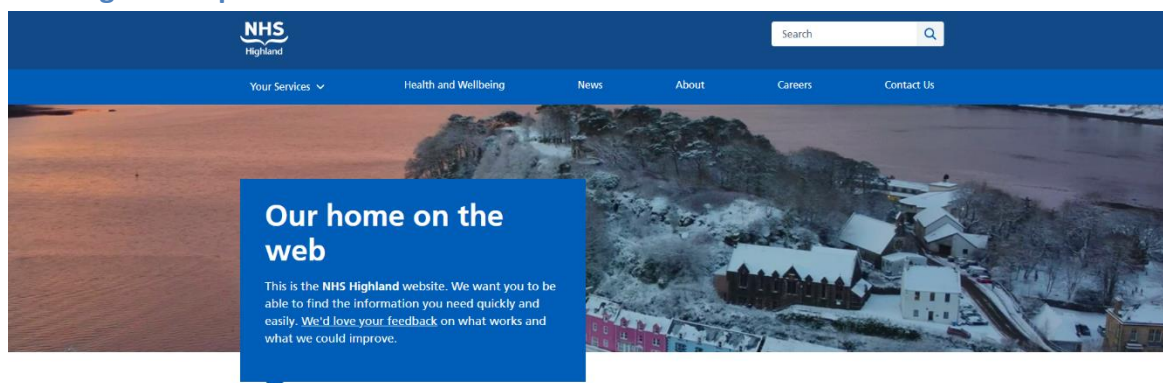 NHS
Highland
Search
Your Services
Health and Wellbeing
News
About
Careers
Contact Us
Our home on the
web
This is the NHS Highland website. We want you to be
able to find the information you need quickly and
easily. We'd love your feedback on what works and
what we could improve.